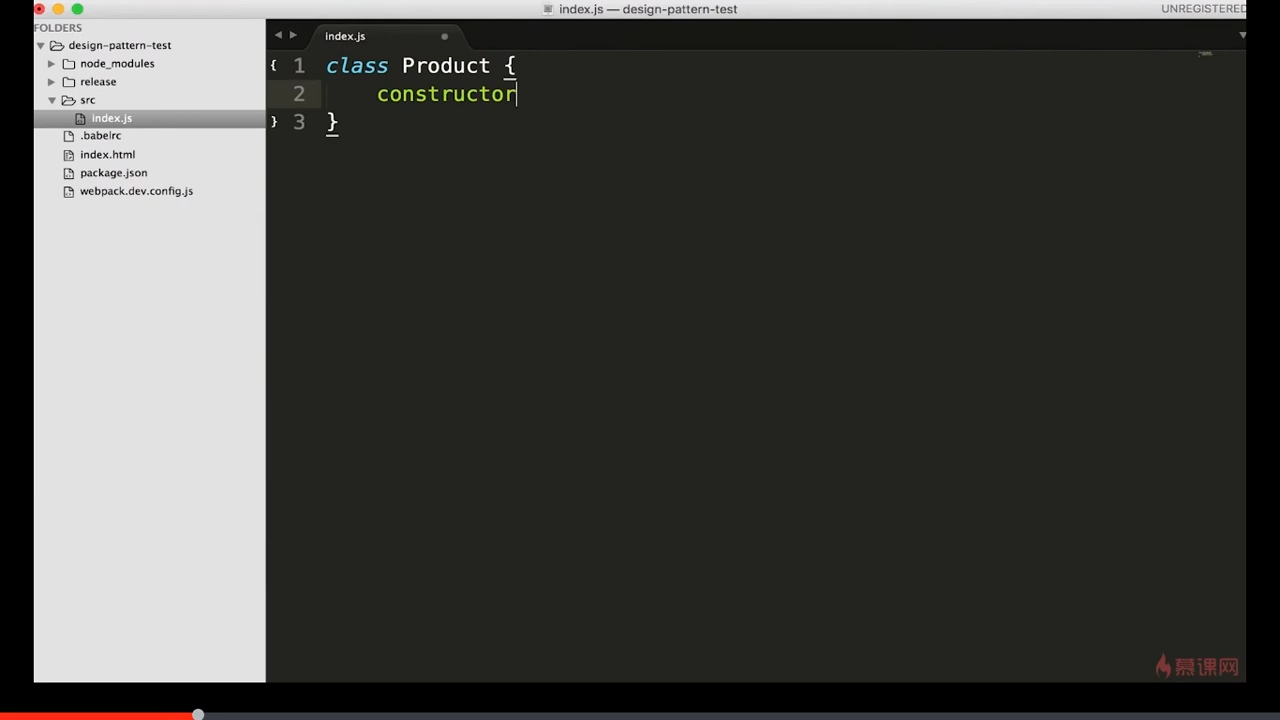 index.js — design-pattern-test
UNREGISTERED
FOLDERS
design-pattern-test
node_modules
release
src
index.js
.babelrc
index.html
package.json
webpack.dev.config.js
index.js
{ 1 class Product {
2 constructor
} 3 }
慕课网